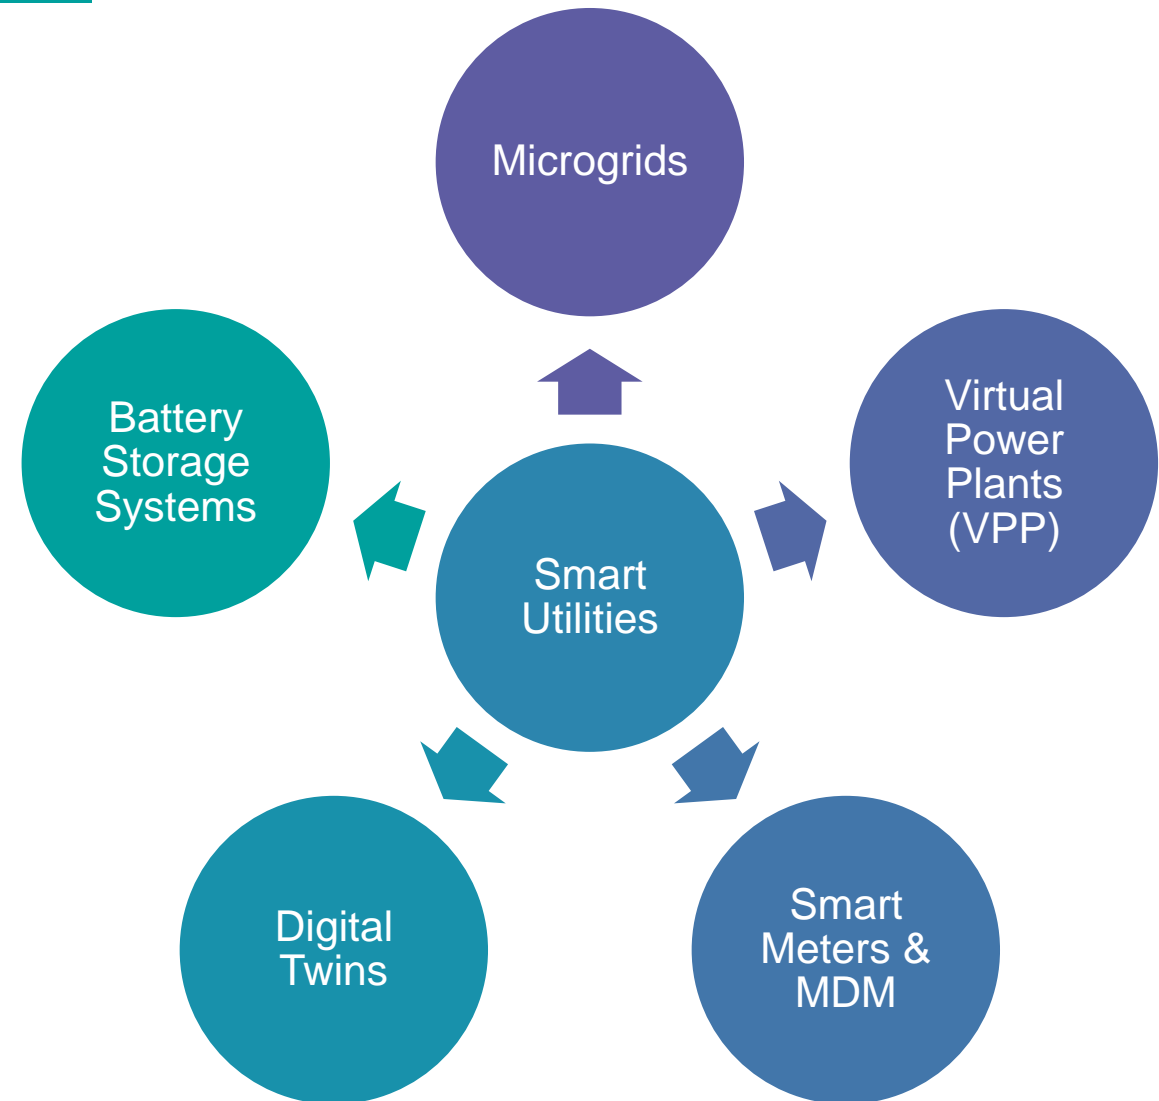 Microgrids
Virtual
Power
Plants
(VPP)
Smart
Meters &
MDM
Digital
Twins
Battery
Storage
Systems
Smart
Utilities